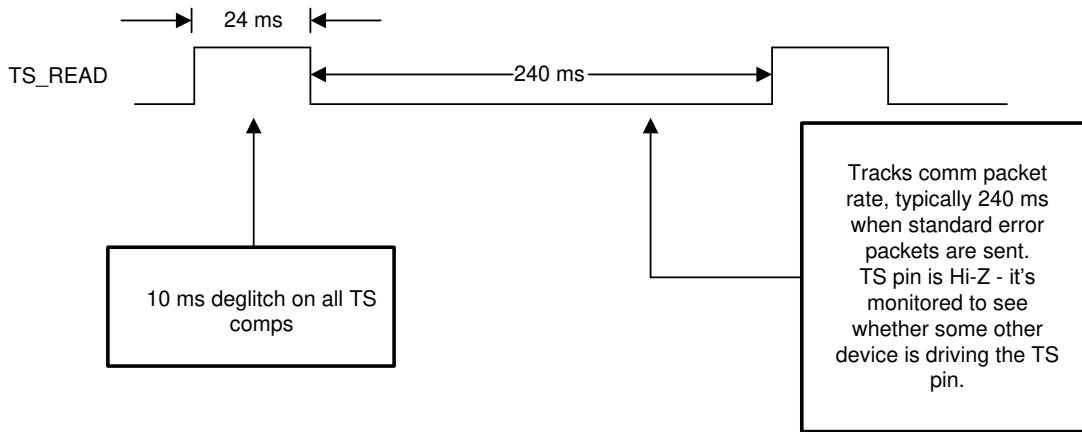 24 ms
TS_READ
240 ms
10 ms deglitch on all TS
comps
Tracks comm packet
rate, typically 240 ms
when standard error
packets are sent.
TS pin is Hi-Z - it's
monitored to see
whether some other
device is driving the TS
pin.